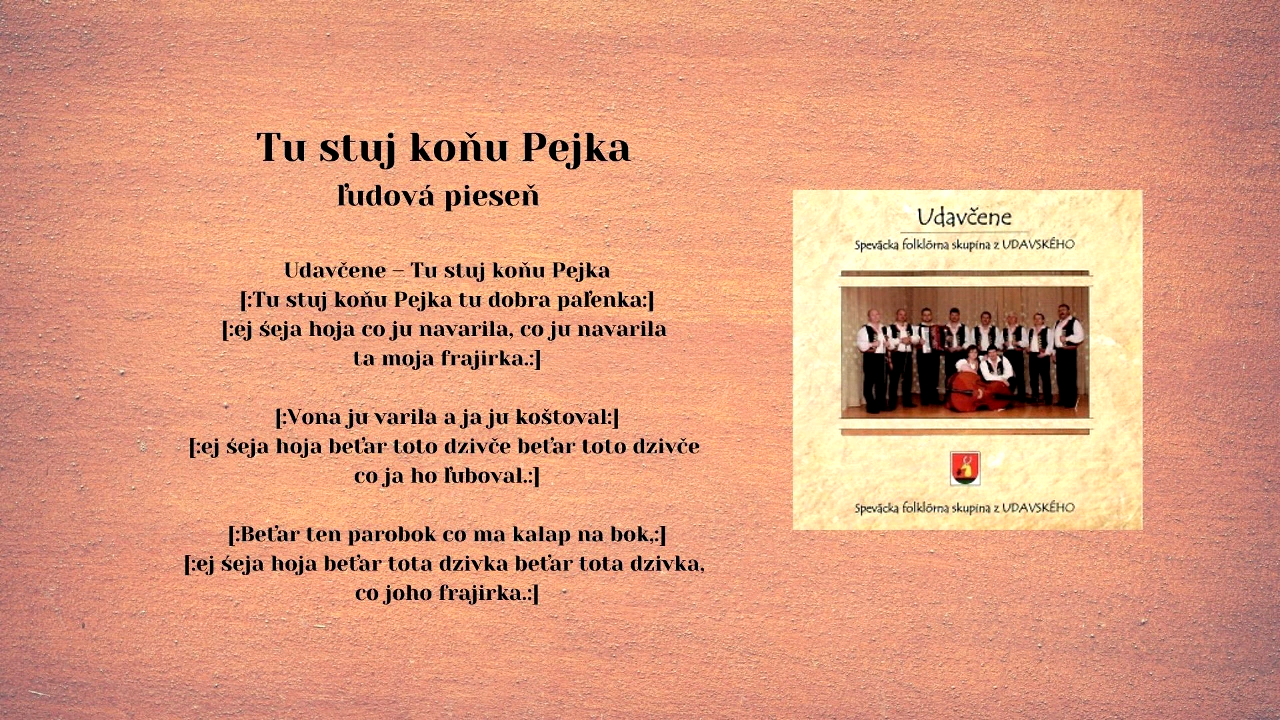 Tu stuj koňu Pejka
ľudová pieseň
Udavčene – Tu stuj koňu Pejka
[:Tu stuj koňu Pejka tu dobra paľenka:]
[:ej śeja hoja co ju navarila, co ju navarila
ta moja frajirka.:]
[:Vona ju varila a ja ju koštoval:]
[:ej śeja hoja beťar toto dzivče beťar toto dzivče
co ja ho ľuboval.:]
[:Beťar ten parobok co ma kalap na bok,:]
[:ej śeja hoja beťar tota dzivka beťar tota dzivka,
co joho frajirka.:]
Udavčene
Spevácka folklórna skupina z UDAVSKÉHO
Spevácka folklórna skupina z UDAVSKÉHO